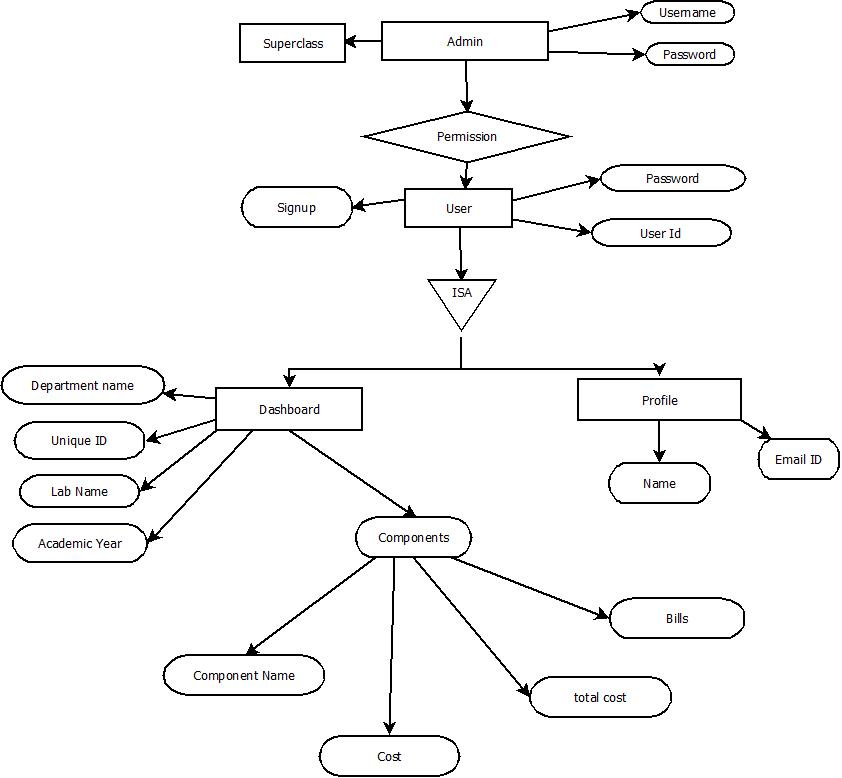 Username
Superclass
Admin
Password
Permission
Password
Signup
User
User Id
ISA
Department name
Dashboard
Profile
Unique ID
Email ID
Lab Name
Name
Academic Year
Components
Bills
Component Name
total cost
Cost